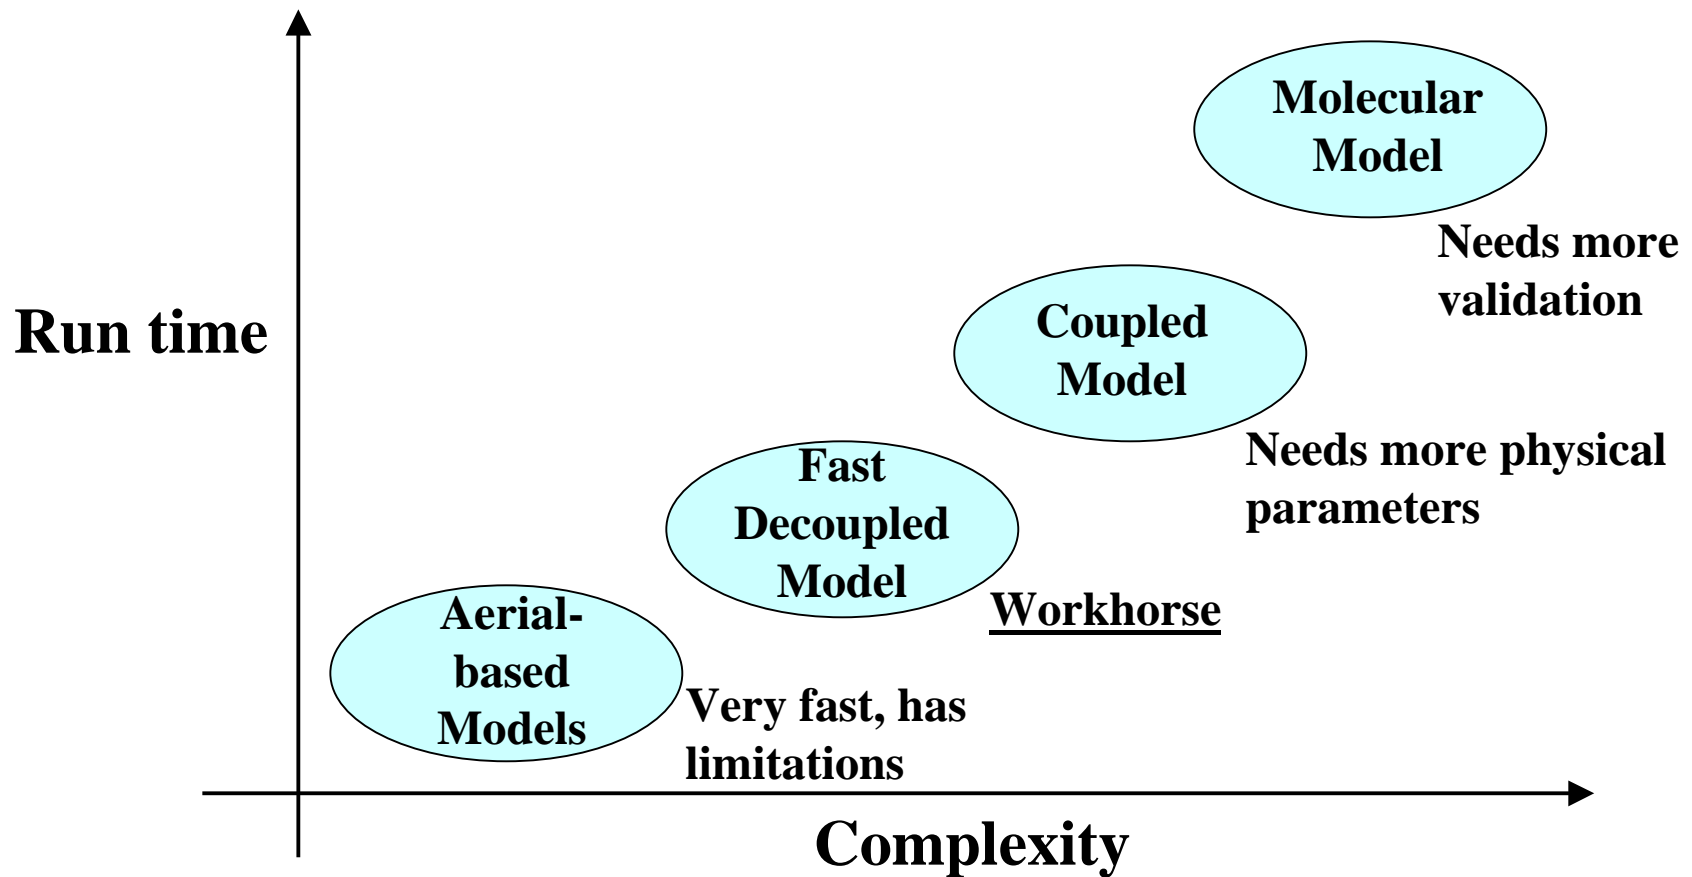 Molecular
Model
Needs more
validation
Run time
Coupled
Model
Needs more physical
parameters
Fast
Decoupled
Model
Workhorse
Aerial-
based
Models
Very fast, has
limitations
Complexity